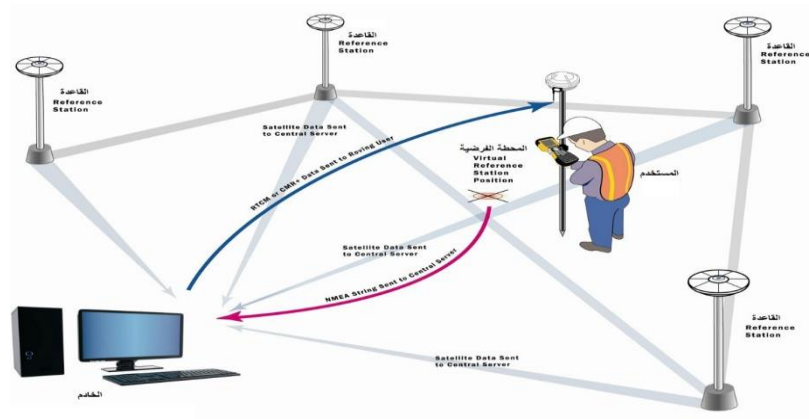 القاعدة
Reference
Station
القاعدة
Reference
Station
القاعدة
Reference
Station
Satellite Data Sent
to Central Server
RTCM or CMR+ Data Sent to Roving User
المحطة الفرضية
Virtual
Reference
Station
Position
المستخدم
Satellite Data Sent
to Central Server
NMEA String Sent to Central Server
القاعدة
Reference
Station
Satellite Data Sent
to Central Server
الخادم